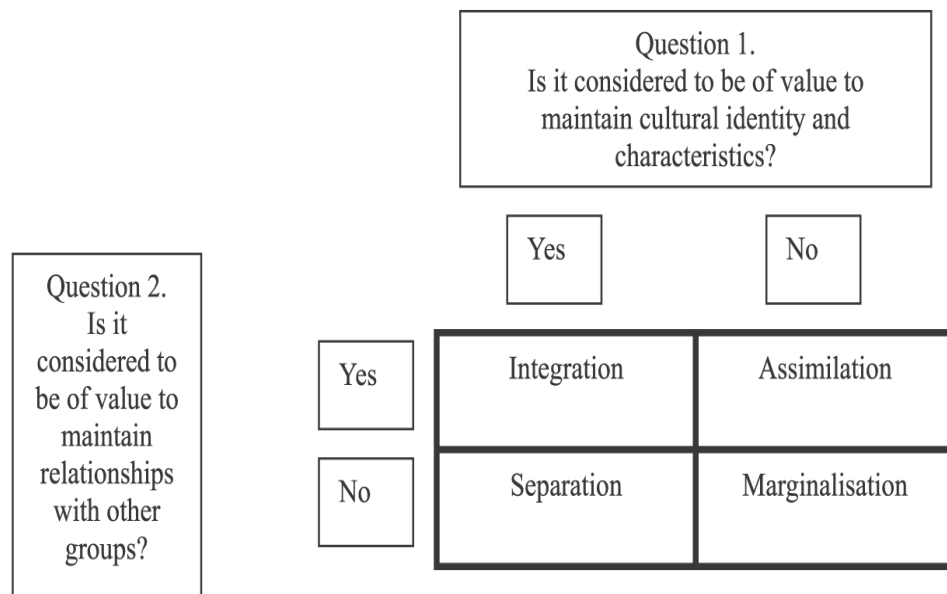 Question 1.
Is it considered to be of value to
maintain cultural identity and
characteristics?
Yes
No
Question 2.
Is it
considered to
be of value to
maintain
relationships
with other
groups?
Yes
Integration
Assimilation
No
Separation
Marginalisation